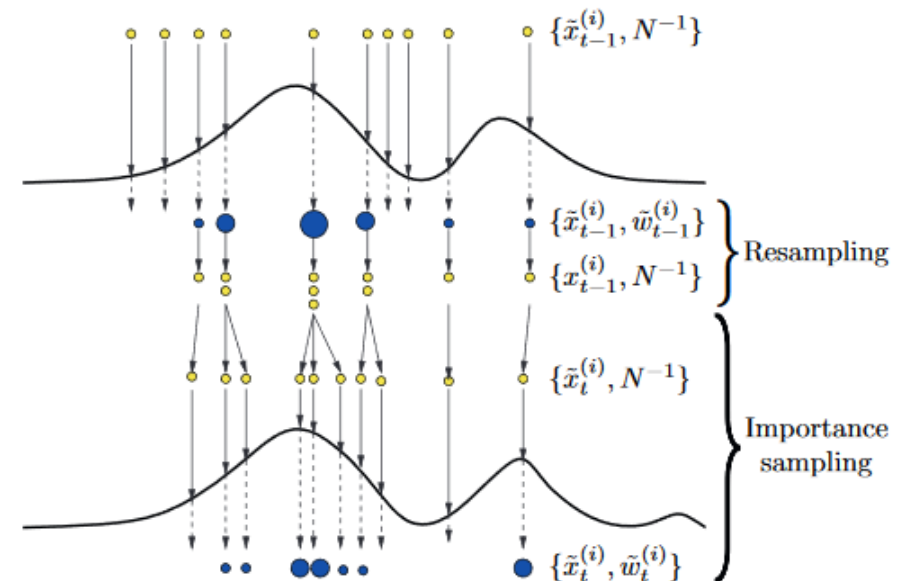 {x̃_{t-1}^{(i)}, N^{-1}}
{x̃_{t-1}^{(i)}, w̃_{t-1}^{(i)}}
Resampling
{x_{t-1}^{(i)}, N^{-1}}
{x̃_t^{(i)}, N^{-1}}
Importance
sampling
{x̃_t^{(i)}, w̃_t^{(i)}}